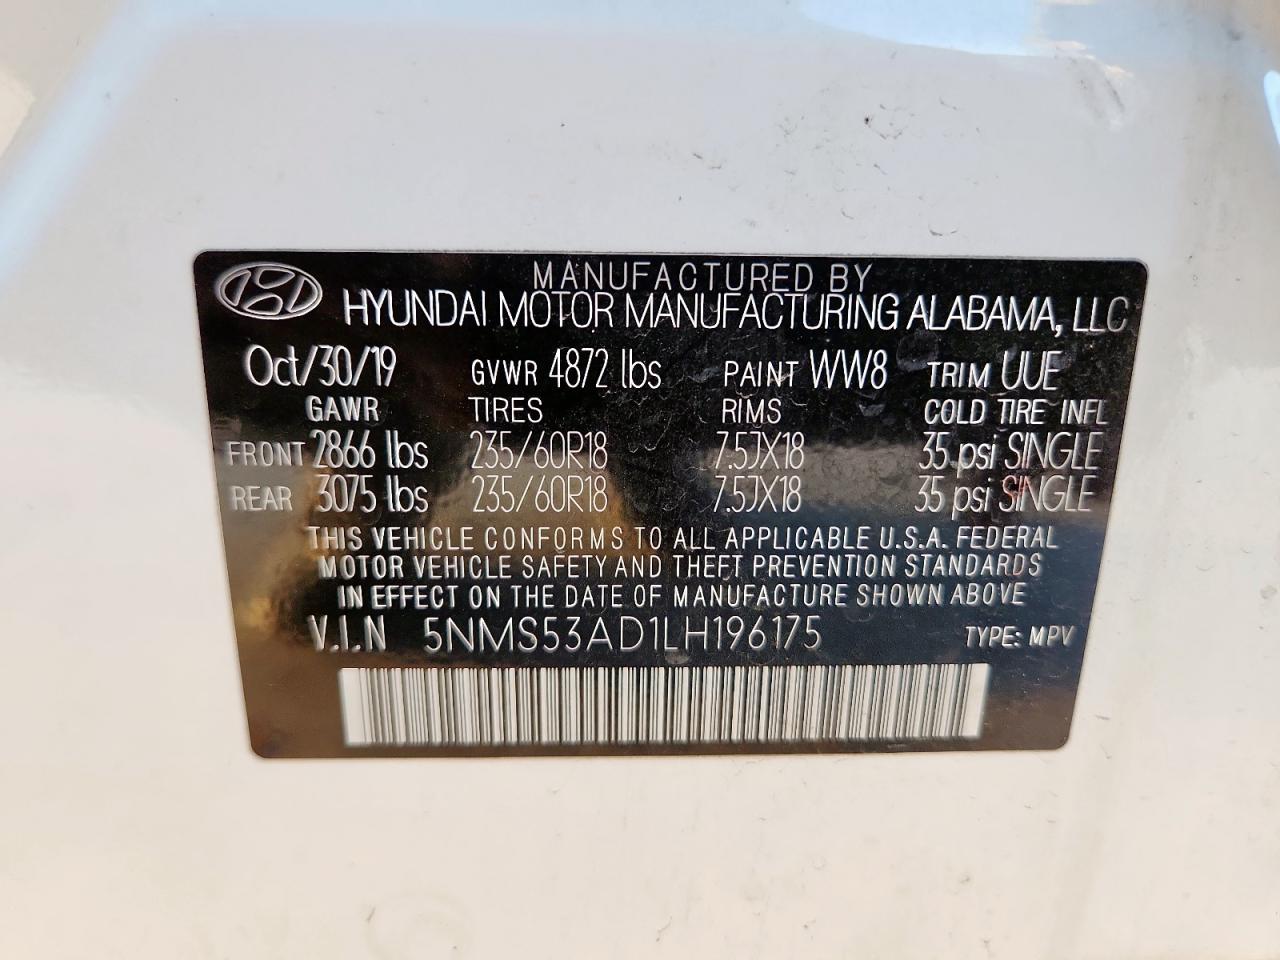 MANUFACTURED BY
HYUNDAI MOTOR MANUFACTURING ALABAMA, LLC
Oct/30/19 GVWR 4872 lbs PAINT WW8 TRIM UUE
GAWR TIRES RIMS COLD TIRE INFL
FRONT 2866 lbs 235/60R18 7.5JX18 35 psi SINGLE
REAR 3075 lbs 235/60R18 7.5JX18 35 psi SINGLE
THIS VEHICLE CONFORMS TO ALL APPLICABLE U.S.A. FEDERAL
MOTOR VEHICLE SAFETY AND THEFT PREVENTION STANDARDS
IN EFFECT ON THE DATE OF MANUFACTURE SHOWN ABOVE
V.I.N 5NMS53AD1LH196175 TYPE: MPV